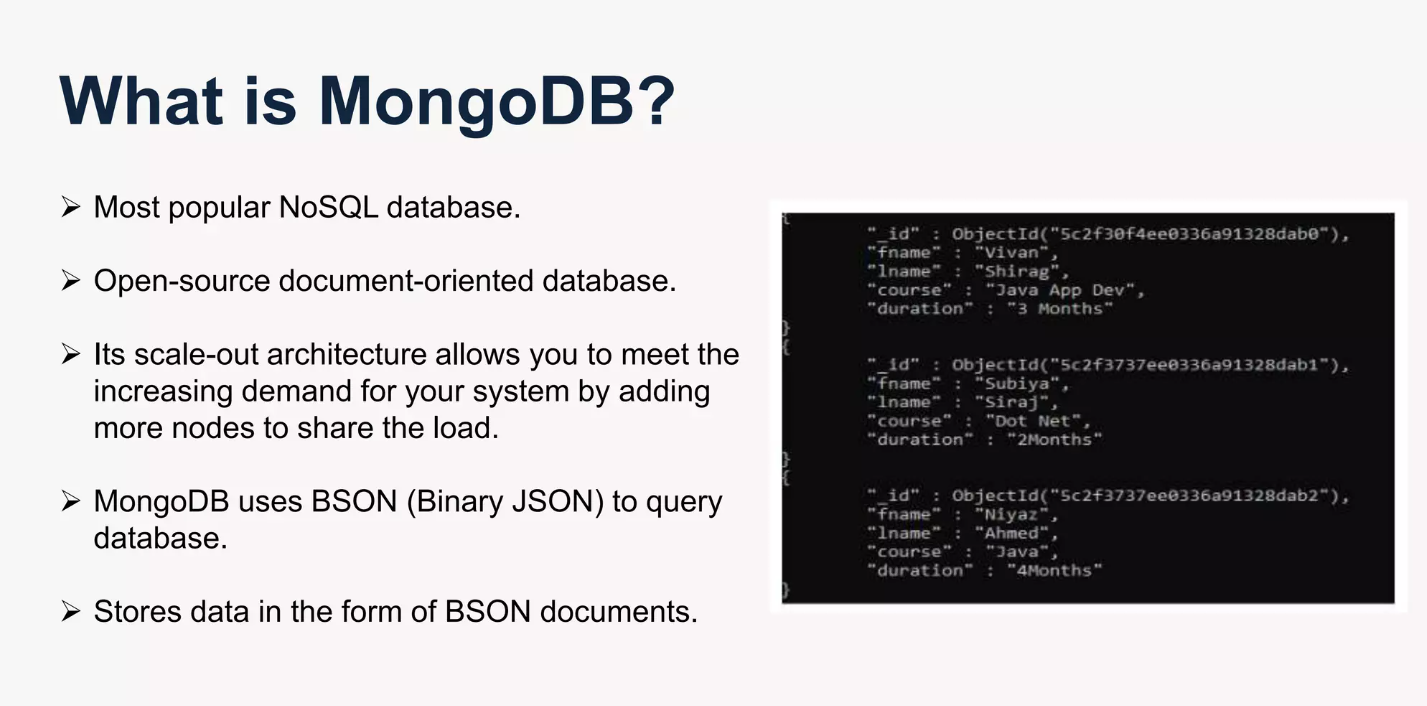 What is MongoDB?
➢ Most popular NoSQL database.
➢ Open-source document-oriented database.
➢ Its scale-out architecture allows you to meet the
increasing demand for your system by adding
more nodes to share the load.
➢ MongoDB uses BSON (Binary JSON) to query
database.
➢ Stores data in the form of BSON documents.
{
"_id" : ObjectId("5c2f30f4ee0336a91328dab0"),
"fname" : "Vivan",
"lname" : "Shirag",
"course" : "Java App Dev",
"duration" : "3 Months"
}
{
"_id" : ObjectId("5c2f3737ee0336a91328dab1"),
"fname" : "Subiya",
"lname" : "Siraj",
"course" : "Dot Net",
"duration" : "2Months"
}
{
"_id" : ObjectId("5c2f3737ee0336a91328dab2"),
"fname" : "Niyaz",
"lname" : "Ahmed",
"course" : "Java",
"duration" : "4Months"
}